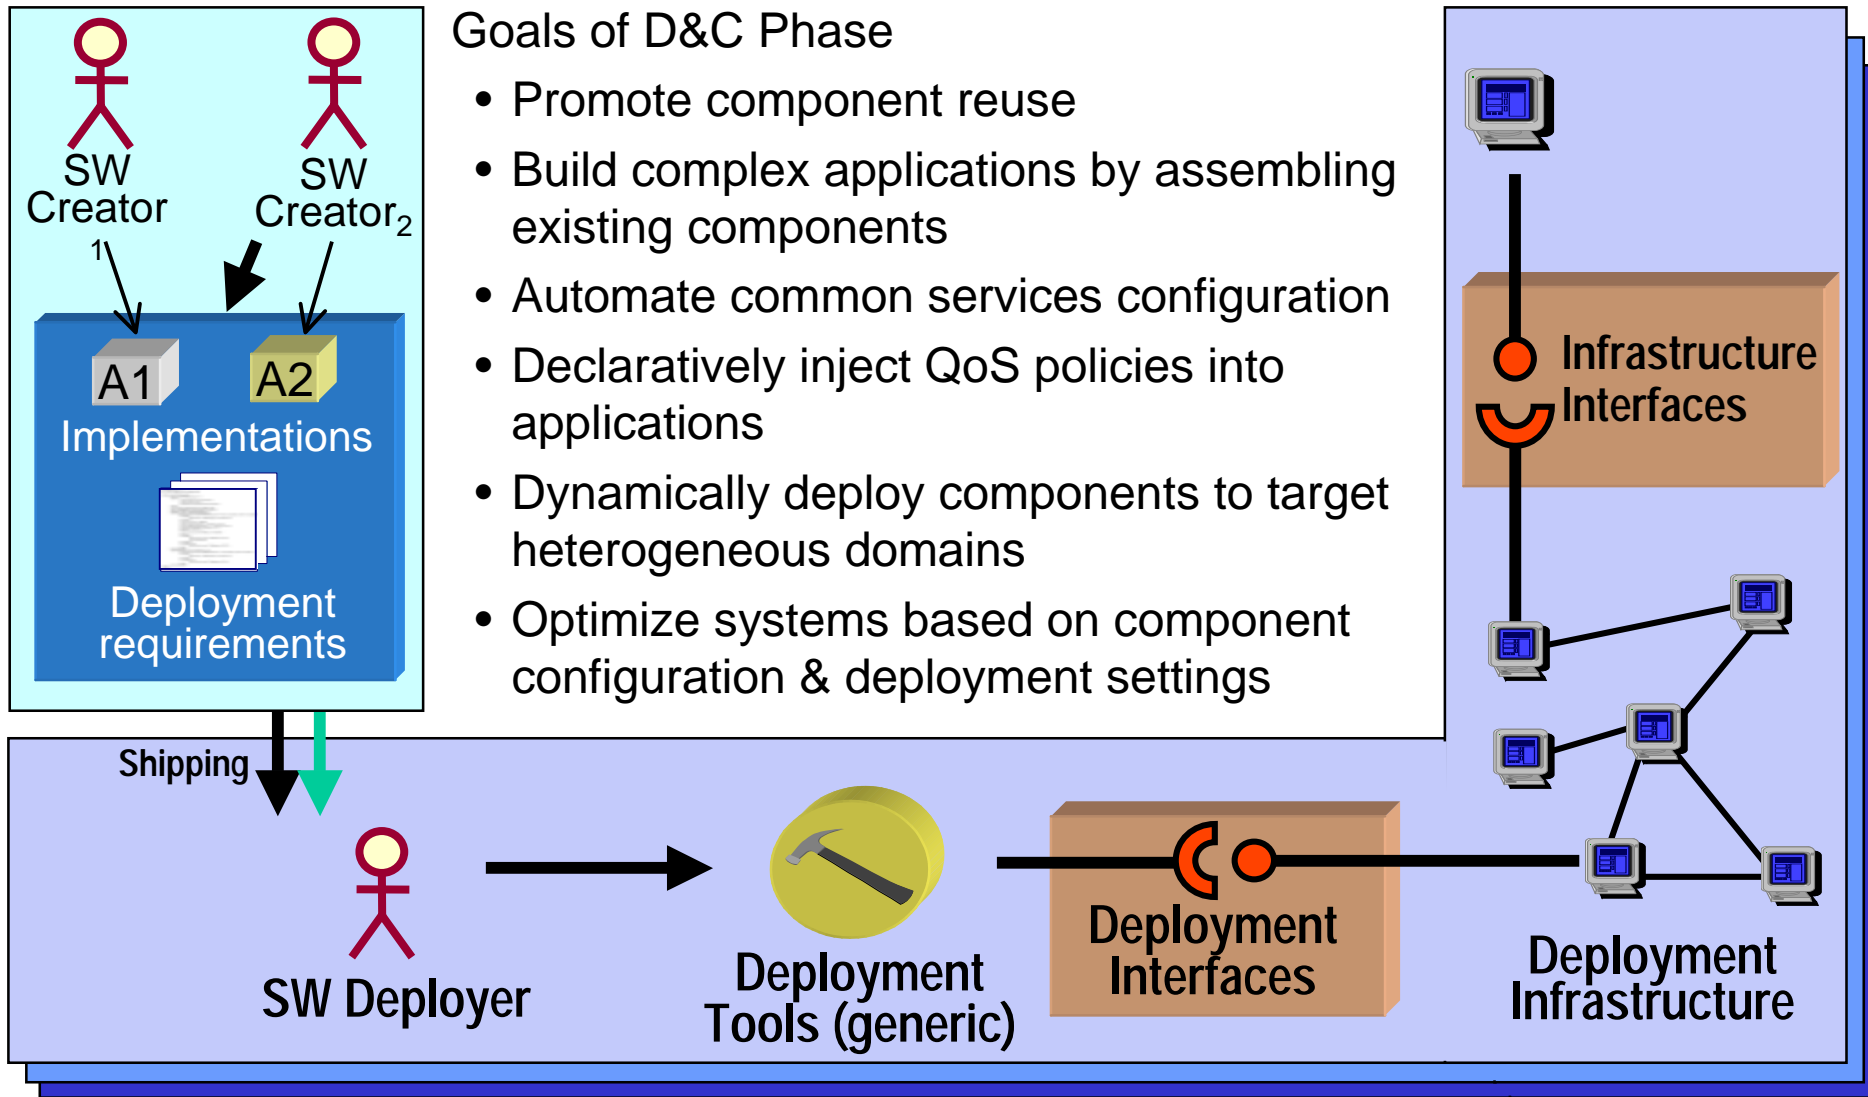 Goals of D&C Phase
• Promote component reuse
• Build complex applications by assembling
existing components
• Automate common services configuration
• Declaratively inject QoS policies into
applications
• Dynamically deploy components to target
heterogeneous domains
• Optimize systems based on component
configuration & deployment settings
SW
Creator
1
SW
Creator2
A1
A2
Implementations
Deployment
requirements
Shipping
SW Deployer
Deployment
Tools (generic)
Deployment
Interfaces
Infrastructure
Interfaces
Deployment
Infrastructure